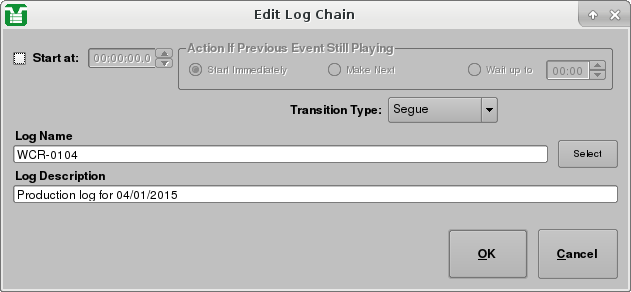 Edit Log Chain
Start at: 00:00:00.0
Action If Previous Event Still Playing
Start Immediately Make Next Wait up to 00:00
Transition Type: Segue
Log Name
WCR-0104 Select
Log Description
Production log for 04/01/2015
OK Cancel